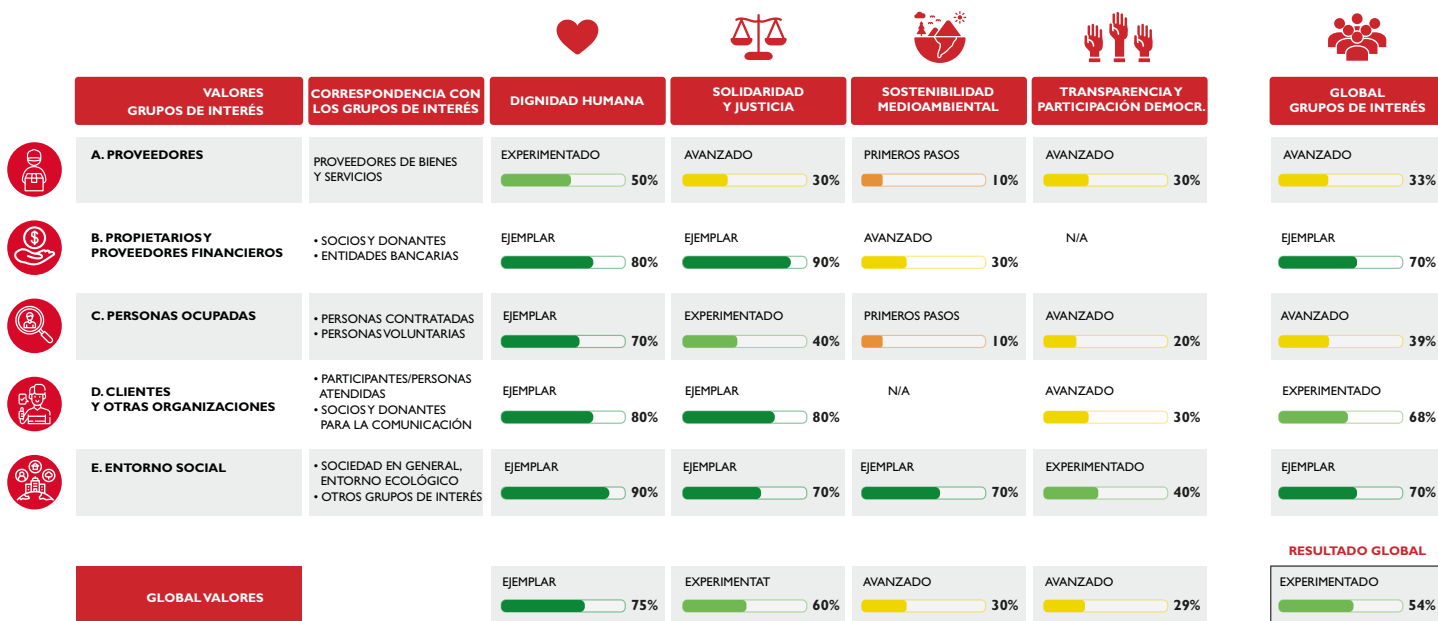 VALORES
GRUPOS DE INTERÉS
CORRESPONDENCIA CON
LOS GRUPOS DE INTERÉS
DIGNIDAD HUMANA
SOLIDARIDAD
Y JUSTICIA
SOSTENIBILIDAD
MEDIOAMBIENTAL
TRANSPARENCIA Y
PARTICIPACIÓN DEMOCR.
GLOBAL
GRUPOS DE INTERÉS
A. PROVEEDORES
PROVEEDORES DE BIENES
Y SERVICIOS
EXPERIMENTADO
50%
AVANZADO
30%
PRIMEROS PASOS
10%
AVANZADO
30%
AVANZADO
33%
B. PROPIETARIOS Y
PROVEEDORES FINANCIEROS
• SOCIOS Y DONANTES
• ENTIDADES BANCARIAS
EJEMPLAR
80%
EJEMPLAR
90%
AVANZADO
30%
N/A
EJEMPLAR
70%
C. PERSONAS OCUPADAS
• PERSONAS CONTRATADAS
• PERSONAS VOLUNTARIAS
EJEMPLAR
70%
EXPERIMENTADO
40%
PRIMEROS PASOS
10%
AVANZADO
20%
AVANZADO
39%
D. CLIENTES
Y OTRAS ORGANIZACIONES
• PARTICIPANTES/PERSONAS
ATENDIDAS
• SOCIOS Y DONANTES
PARA LA COMUNICACIÓN
EJEMPLAR
80%
EJEMPLAR
80%
N/A
AVANZADO
30%
EXPERIMENTADO
68%
E. ENTORNO SOCIAL
• SOCIEDAD EN GENERAL,
ENTORNO ECOLÓGICO
• OTROS GRUPOS DE INTERÉS
EJEMPLAR
90%
EJEMPLAR
70%
EJEMPLAR
70%
EXPERIMENTADO
40%
EJEMPLAR
70%
RESULTADO GLOBAL
GLOBAL VALORES
EJEMPLAR
75%
EXPERIMENTAT
60%
AVANZADO
30%
AVANZADO
29%
EXPERIMENTADO
54%